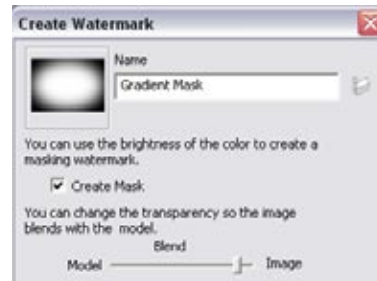 Create Watermark
Name
Gradient Mask
You can use the brightness of the color to create a
masking watermark.
Create Mask
You can change the transparency so the image
blends with the model.
Blend
Model
Image